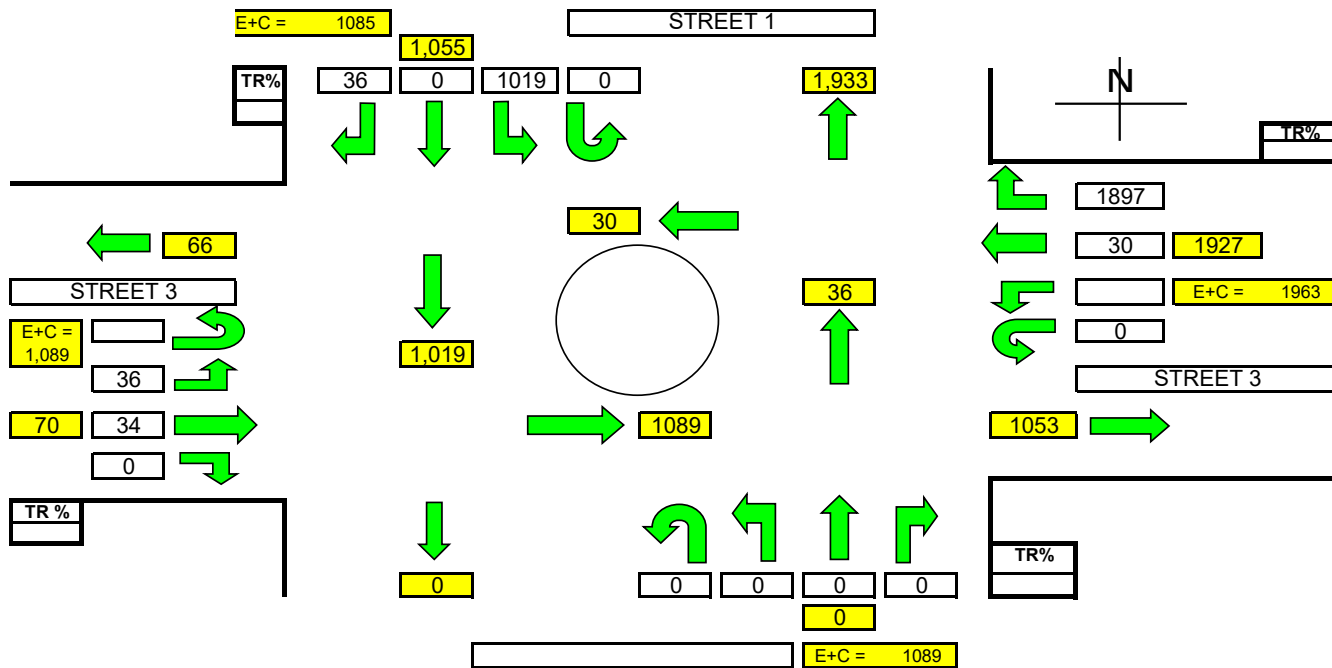 E+C = 1085
STREET 1
1,055
TR%
36 0 1019 0
1,933
N
TR%
1897
30
66
30 1927
STREET 3
36
E+C = 1963
E+C =
1,089
0
1,019
36
STREET 3
70 34
1089
1053
0
TR %
TR%
0
0 0 0 0
0
E+C = 1089